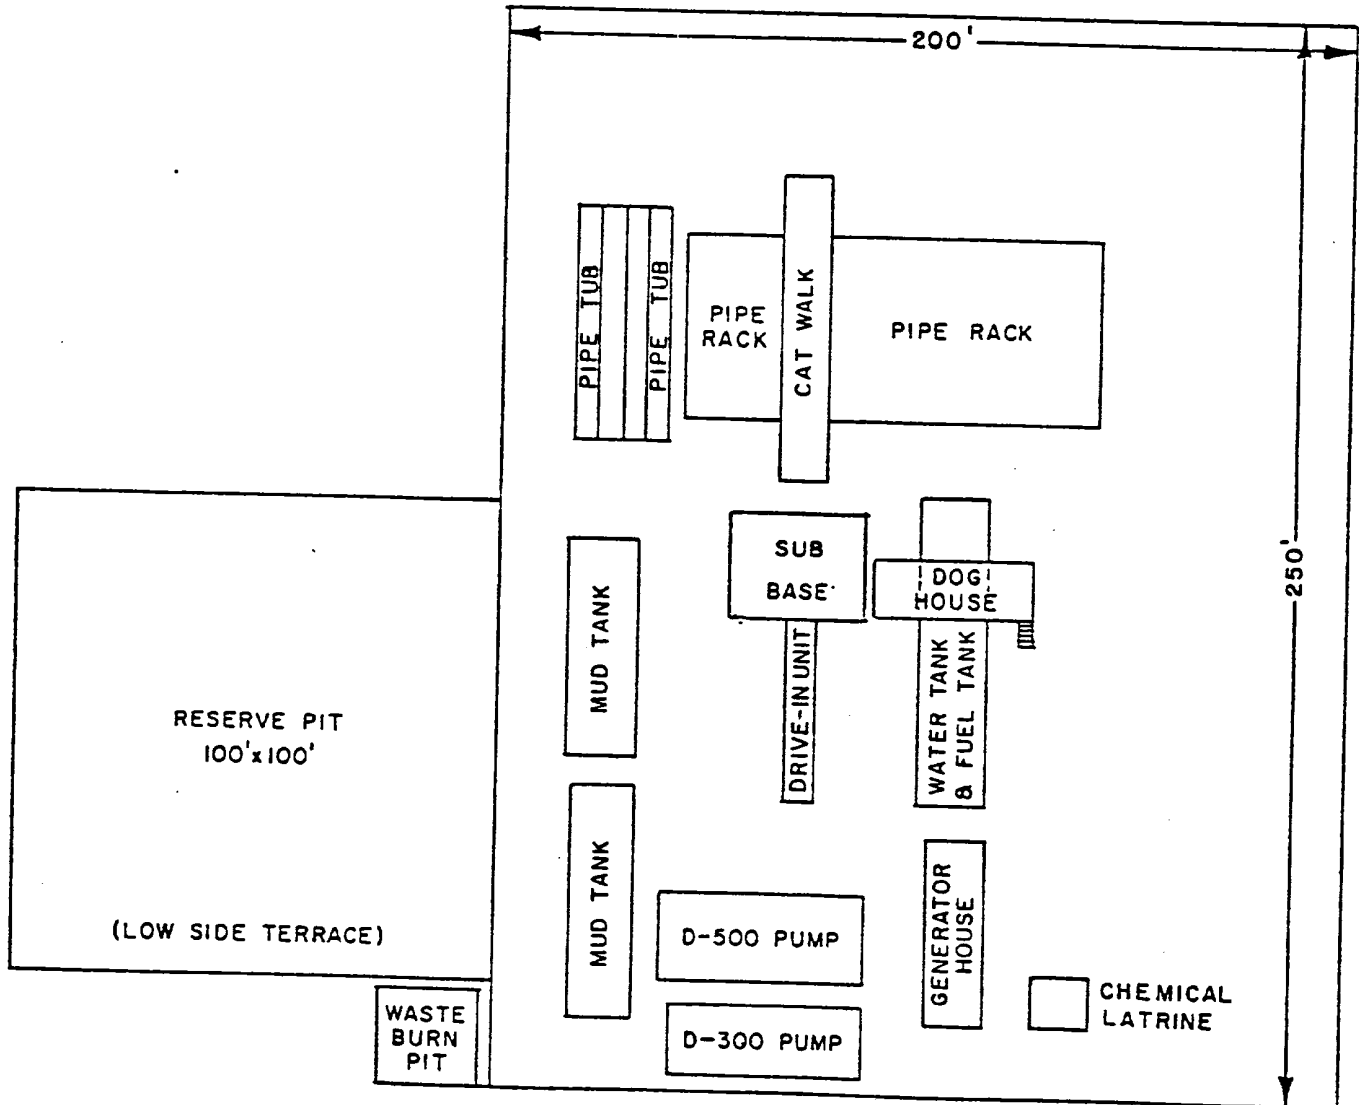 200'
250'
PIPE TUB
PIPE TUB
PIPE
RACK
CAT WALK
PIPE RACK
SUB
BASE
DOG
HOUSE
MUD TANK
DRIVE-IN UNIT
WATER TANK
& FUEL TANK
RESERVE PIT
100'x100'
(LOW SIDE TERRACE)
MUD TANK
D-500 PUMP
GENERATOR
HOUSE
WASTE
BURN
PIT
D-300 PUMP
CHEMICAL
LATRINE